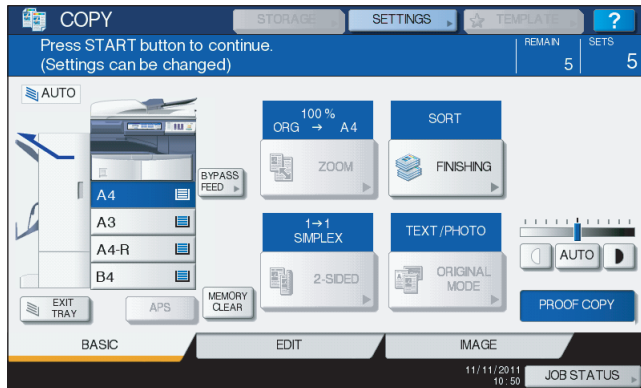 COPY
STORAGE
SETTINGS
TEMPLATE
?
Press START button to continue.
(Settings can be changed)
REMAIN
5
SETS
5
AUTO
100 %
ORG → A4
ZOOM
SORT
FINISHING
BYPASS
FEED
A4
A3
A4-R
B4
1→1
SIMPLEX
2-SIDED
TEXT/PHOTO
ORIGINAL
MODE
AUTO
EXIT
TRAY
APS
MEMORY
CLEAR
PROOF COPY
BASIC
EDIT
IMAGE
11/11/2011
10:50
JOB STATUS